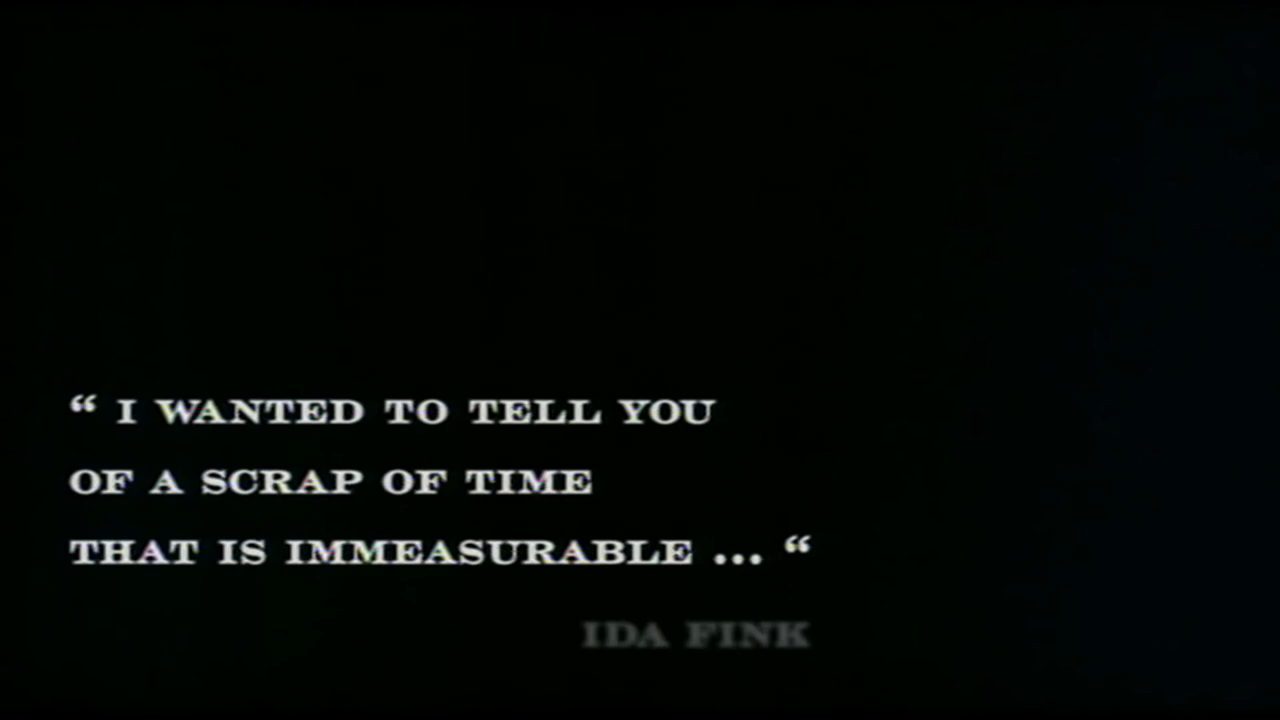 “ I WANTED TO TELL YOU
OF A SCRAP OF TIME
THAT IS IMMEASURABLE ... “
IDA FINK